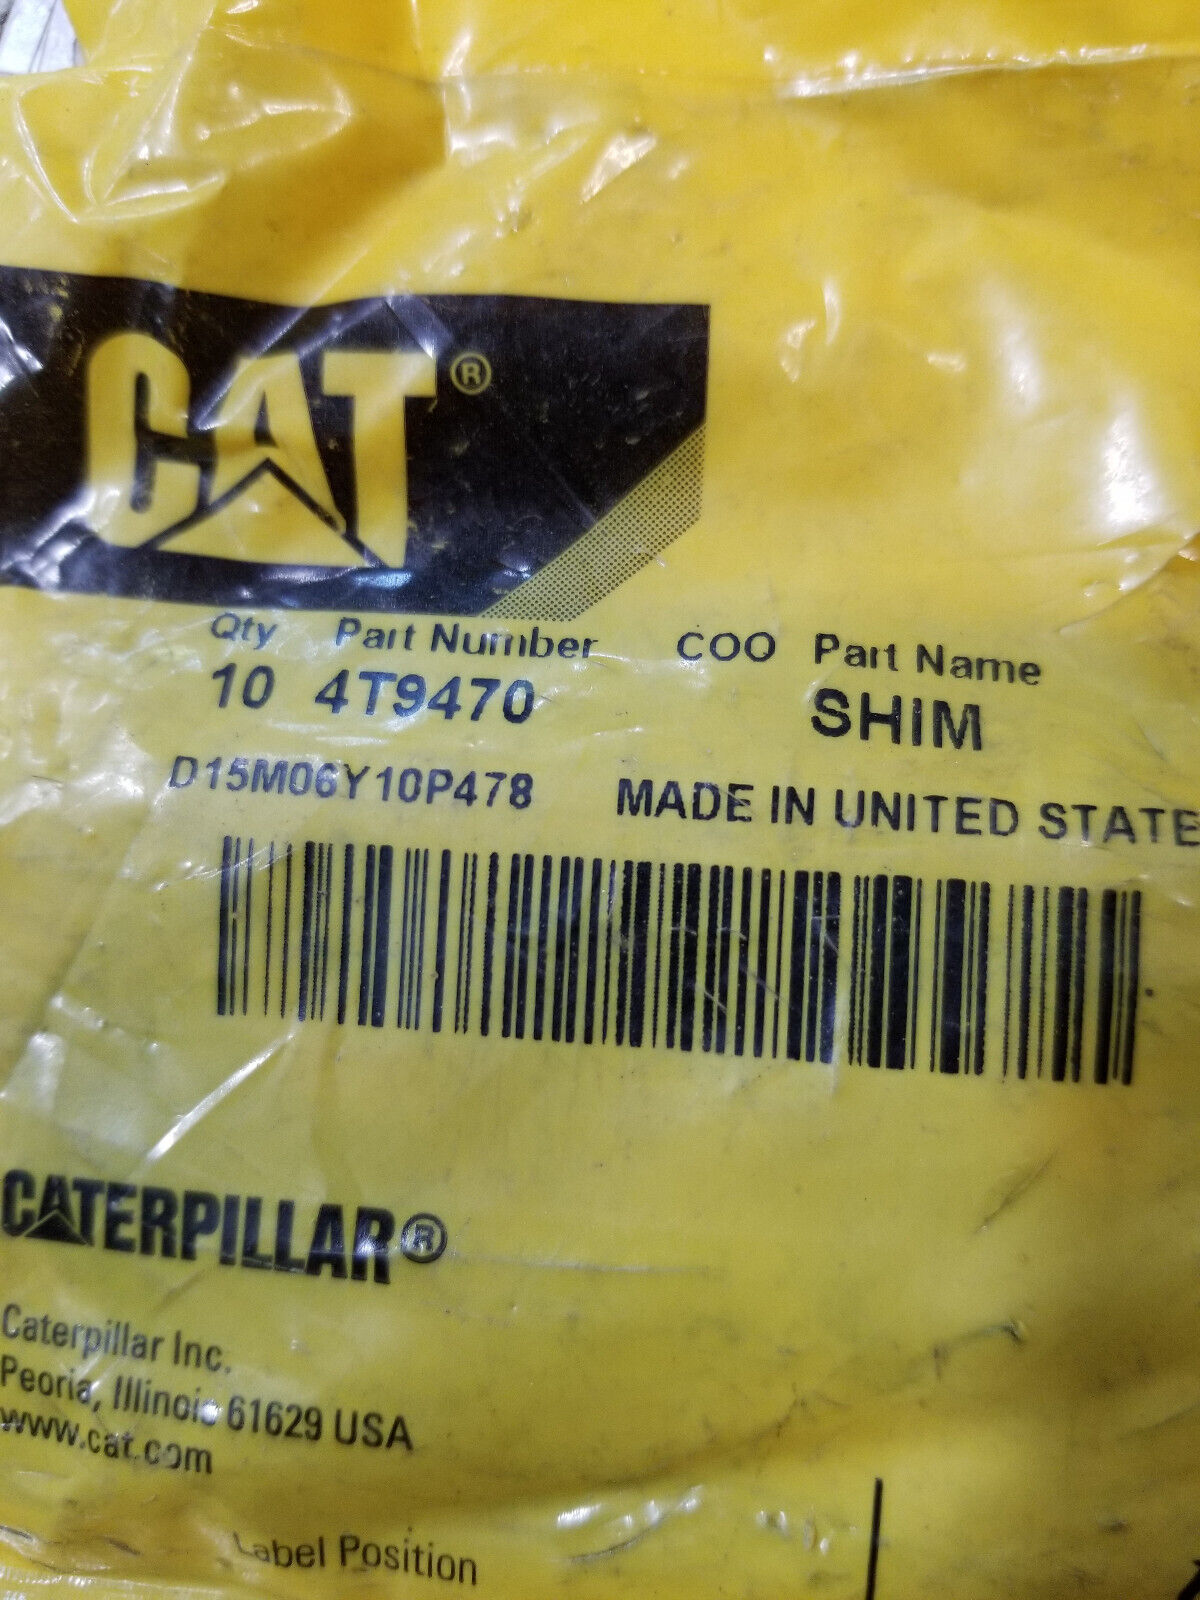 CAT®
Qty Part Number COO Part Name
10 4T9470 SHIM
D15M06Y10P478 MADE IN UNITED STATE
CATERPILLAR®
Caterpillar Inc.
Peoria, Illinois 61629 USA
www.cat.com
Label Position